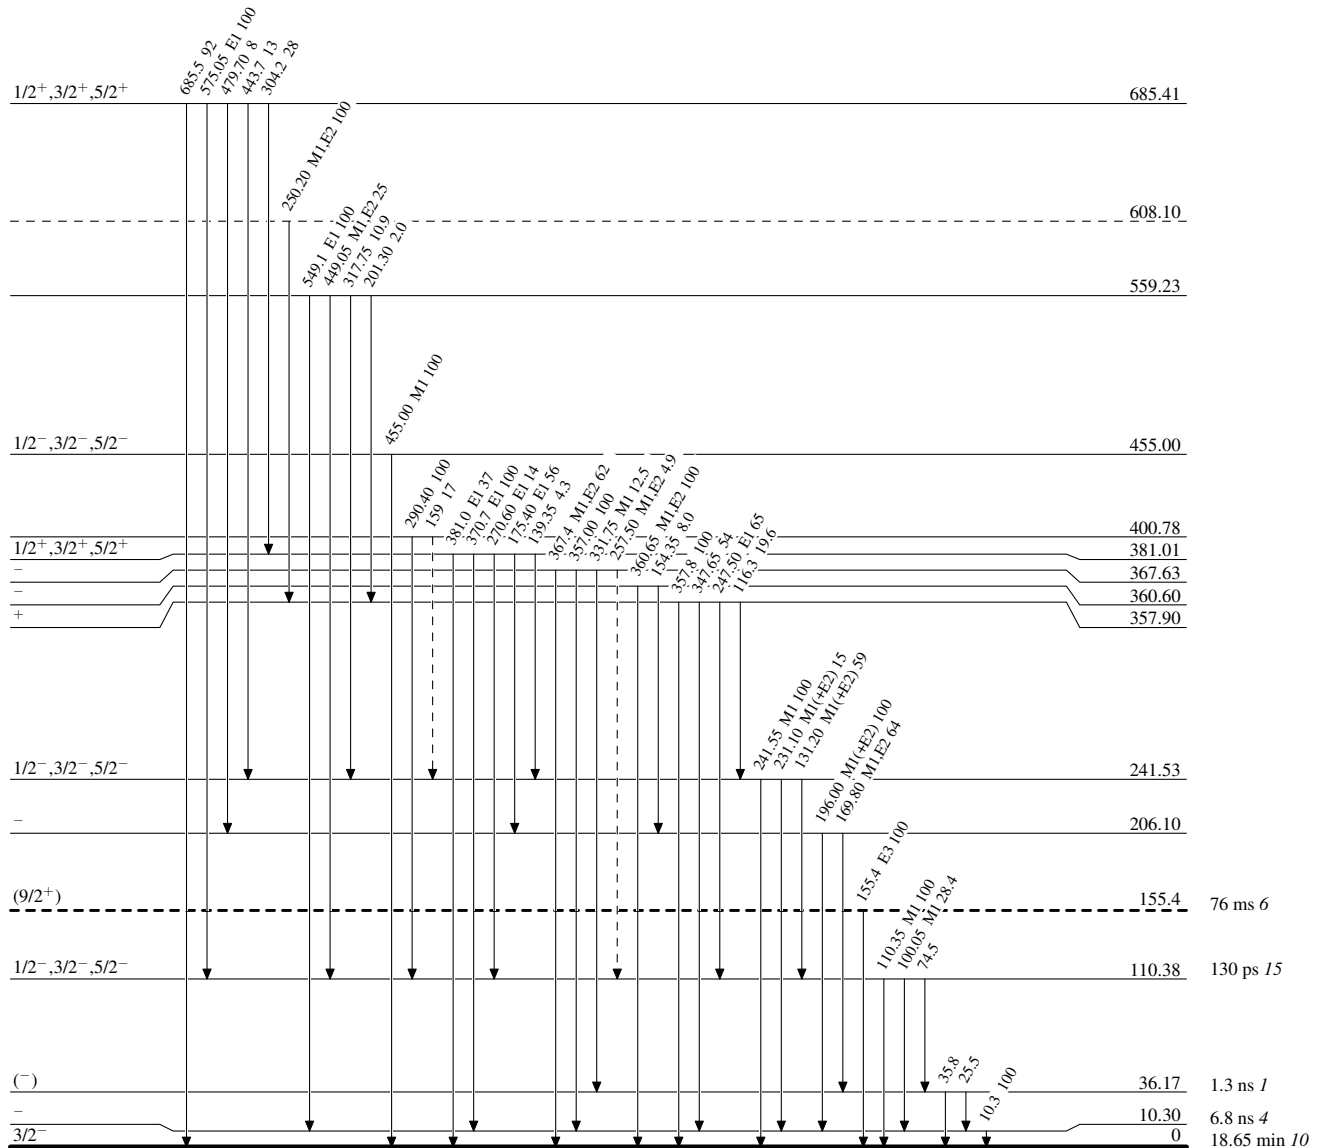 685.5 92
575.05 E1 100
479.70 8
443.7 13
304.2 28
1/2+,3/2+,5/2+ 685.41
250.20 M1,E2 100
608.10
549.1 E1 100
449.05 M1,E2 25
317.75 10.9
201.30 2.0
559.23
455.00 M1 100
1/2−,3/2−,5/2− 455.00
290.40 100
159 17
381.0 E1 37
370.7 E1 100
270.60 E1 14
175.40 E1 56
139.35 4.3
367.4 M1,E2 62
357.00 100
331.75 M1 12.5
257.50 M1,E2 4.9
360.65 M1,E2 100
154.35 8.0
357.8 100
347.65 54
247.50 E1 65
116.3 19.6
400.78
1/2+,3/2+,5/2+ 381.01
− 367.63
− 360.60
+ 357.90
241.55 M1 100
231.10 M1(+E2) 15
131.20 M1(+E2) 59
1/2−,3/2−,5/2− 241.53
196.00 M1(+E2) 100
169.80 M1,E2 64
− 206.10
155.4 E3 100
(9/2+) 155.4 76 ms 6
110.35 M1 100
100.05 M1 28.4
74.5
1/2−,3/2−,5/2− 110.38 130 ps 15
35.8
25.5
(−) 36.17 1.3 ns 1
10.3 100
− 10.30 6.8 ns 4
3/2− 0 18.65 min 10